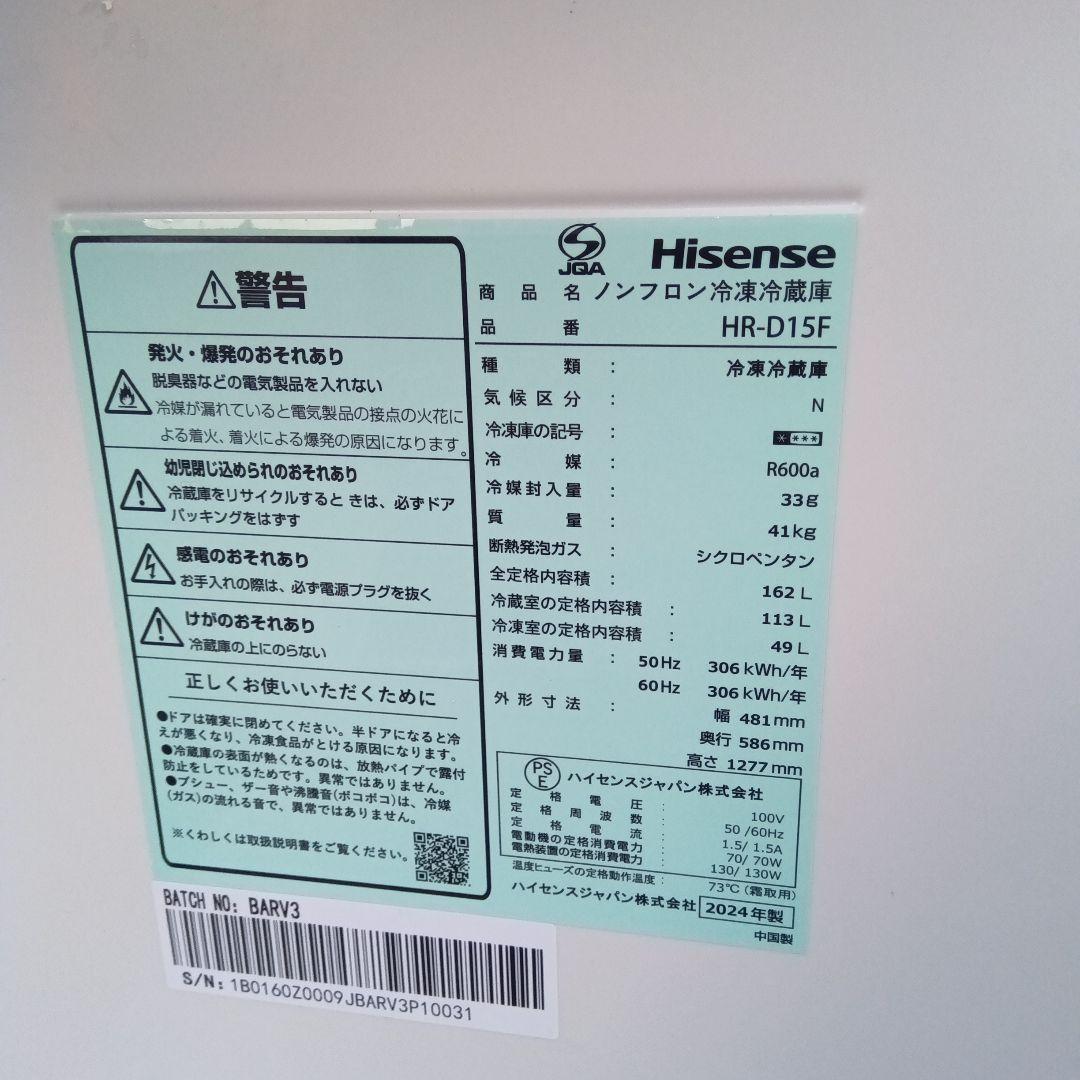 警告
発火・爆発のおそれあり
脱臭器などの電気製品を入れない
冷媒が漏れていると電気製品の接点の火花に
よる着火、着火による爆発の原因になります。
幼児閉じ込められのおそれあり
冷蔵庫をリサイクルするときは、必ずドア
パッキングをはずす
感電のおそれあり
お手入れの際は、必ず電源プラグを抜く
けがのおそれあり
冷蔵庫の上にのらない
正しくお使いいただくために
●ドアは確実に閉めてください。半ドアになると冷
えが悪くなり、冷凍食品がとける原因になります。
●冷蔵庫の表面が熱くなるのは、放熱パイプで露付
防止をしているためです。異常ではありません。
●ブシュー、ザー音や沸騰音(ボコボコ)は、冷媒
(ガス)の流れる音で、異常ではありません。
※くわしくは取扱説明書をご覧ください。
JQA Hisense
商品名 ノンフロン冷凍冷蔵庫
品番 HR-D15F
種類 : 冷凍冷蔵庫
気候区分 : N
冷凍庫の記号 : * ***
冷媒 : R600a
冷媒封入量 : 33g
質量 : 41kg
断熱発泡ガス : シクロペンタン
全定格内容積 : 162 L
冷蔵室の定格内容積 : 113 L
冷凍室の定格内容積 : 49 L
消費電力量 : 50Hz 306 kWh/年
60Hz 306 kWh/年
外形寸法 : 幅 481mm
奥行 586mm
高さ 1277mm
PSE ハイセンスジャパン株式会社
定格電圧 : 100V
定格周波数 : 50 /60Hz
定格電流 : 1.5/ 1.5A
電動機の定格消費電力 : 70/ 70W
電熱装置の定格消費電力 : 130/ 130W
温度ヒューズの定格動作温度 : 73℃(霜取用)
ハイセンスジャパン株式会社 2024年製
中国製
BATCH NO: BARV3
S/N: 1B0160Z0009JBARV3P10031